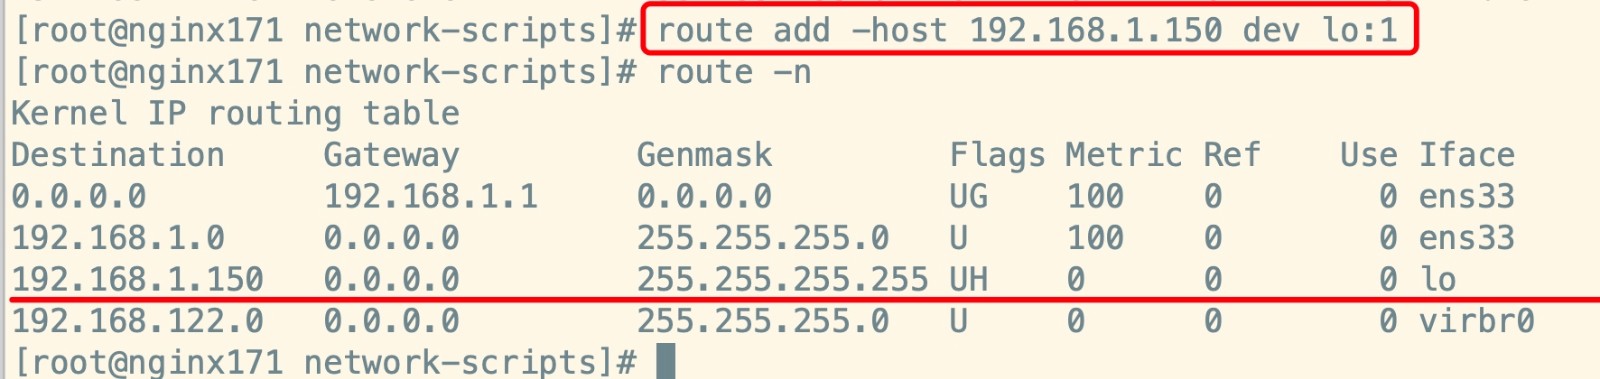 [root@nginx171 network-scripts]# route add -host 192.168.1.150 dev lo:1
[root@nginx171 network-scripts]# route -n
Kernel IP routing table
Destination     Gateway         Genmask         Flags Metric Ref    Use Iface
0.0.0.0         192.168.1.1     0.0.0.0         UG    100    0        0 ens33
192.168.1.0     0.0.0.0         255.255.255.0   U     100    0        0 ens33
192.168.1.150   0.0.0.0         255.255.255.255 UH    0      0        0 lo
192.168.122.0   0.0.0.0         255.255.255.0   U     0      0        0 virbr0
[root@nginx171 network-scripts]#